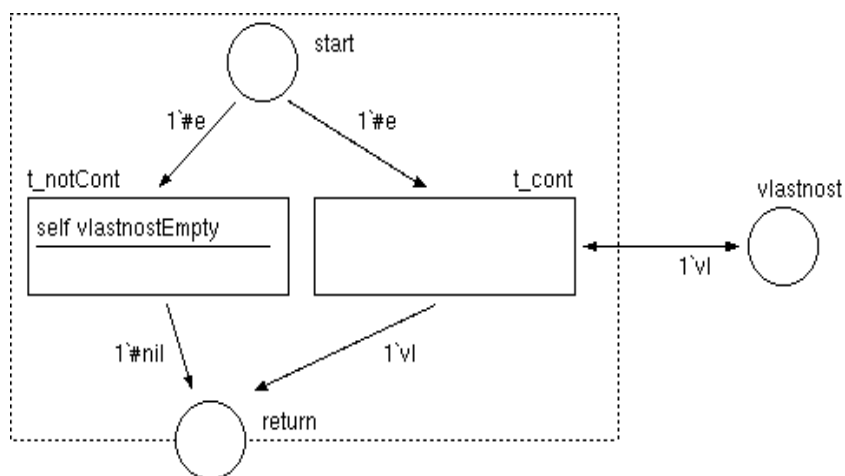 start
1`#e
1`#e
t_notCont
t_cont
vlastnost
self vlastnostEmpty
1`vl
1`#nil
1`vl
return